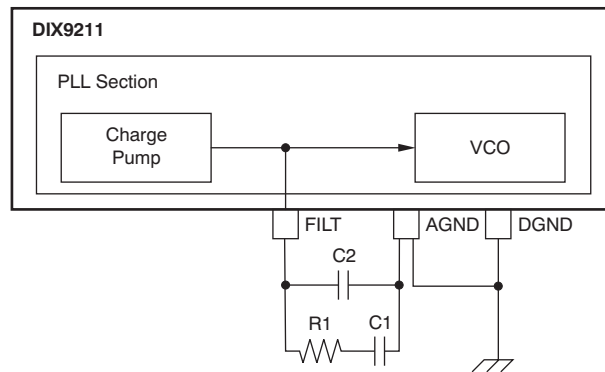 DIX9211
PLL Section
Charge
Pump
VCO
FILT
AGND
DGND
C2
R1
C1